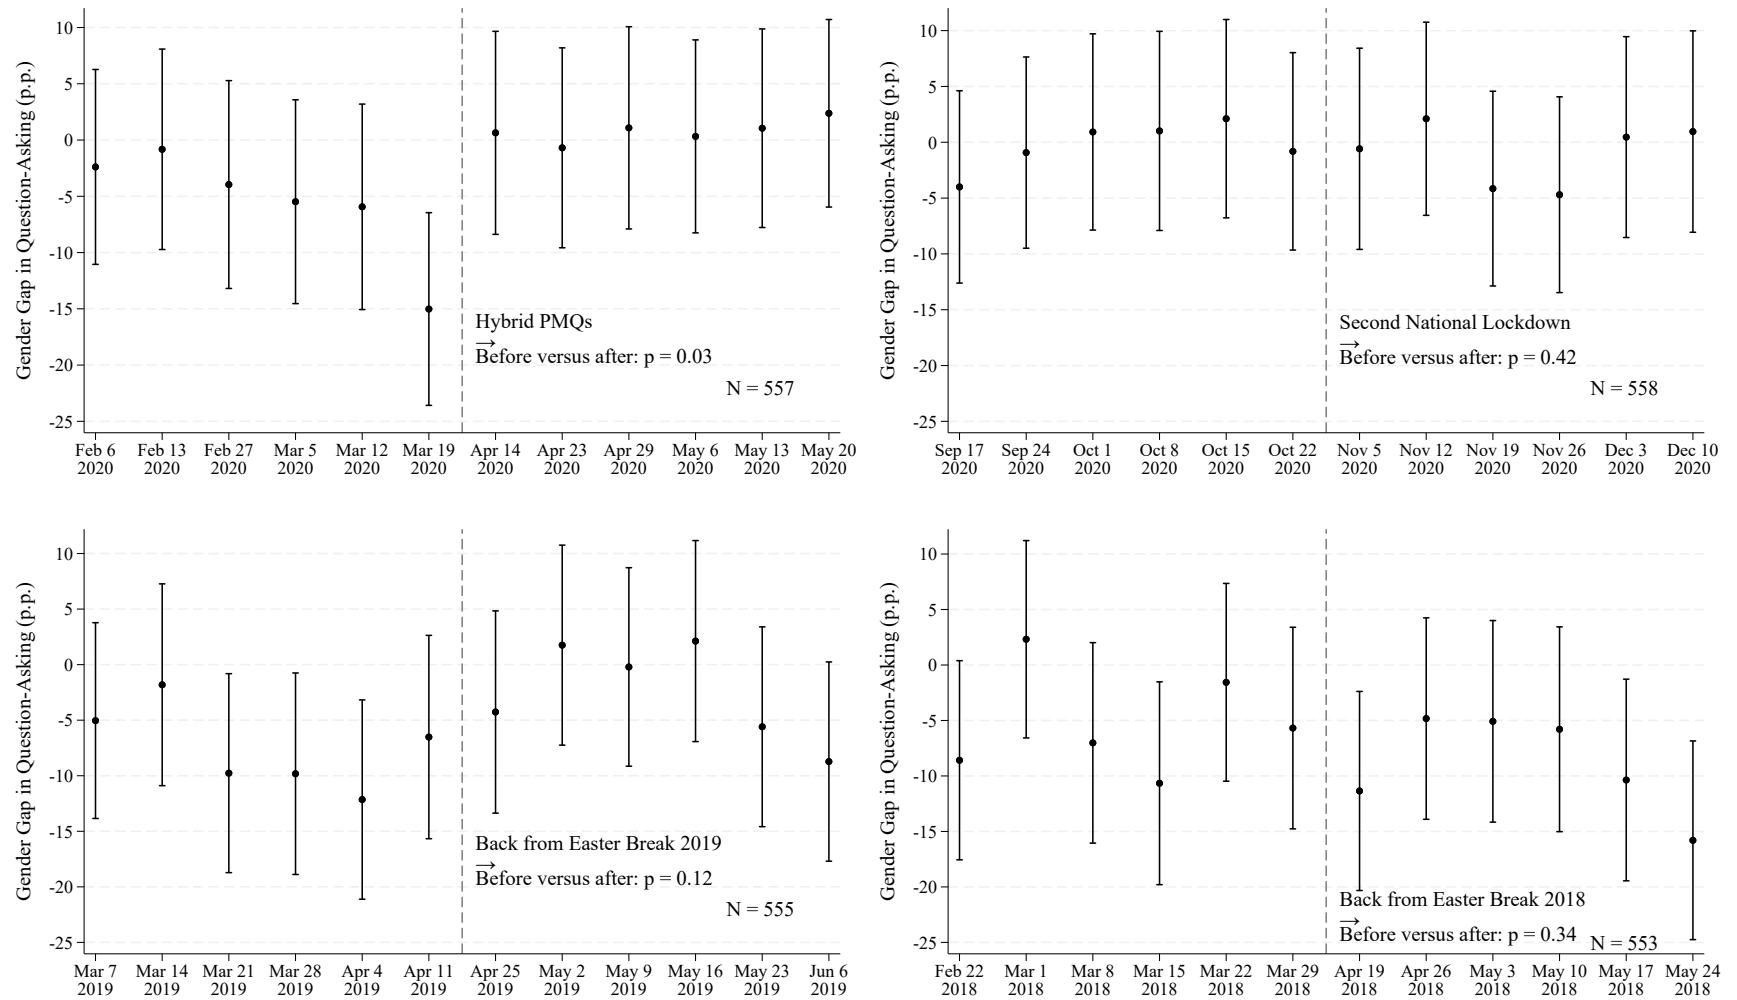 Gender Gap in Question-Asking (p.p.)
10
5
0
-5
-10
-15
-20
-25
Hybrid PMQs
→
Before versus after: p = 0.03
N = 557
Feb 6 Feb 13 Feb 27 Mar 5 Mar 12 Mar 19 Apr 14 Apr 23 Apr 29 May 6 May 13 May 20
2020 2020 2020 2020 2020 2020 2020 2020 2020 2020 2020 2020
Gender Gap in Question-Asking (p.p.)
10
5
0
-5
-10
-15
-20
-25
Second National Lockdown
→
Before versus after: p = 0.42
N = 558
Sep 17 Sep 24 Oct 1 Oct 8 Oct 15 Oct 22 Nov 5 Nov 12 Nov 19 Nov 26 Dec 3 Dec 10
2020 2020 2020 2020 2020 2020 2020 2020 2020 2020 2020 2020
Gender Gap in Question-Asking (p.p.)
10
5
0
-5
-10
-15
-20
-25
Back from Easter Break 2019
→
Before versus after: p = 0.12
N = 555
Mar 7 Mar 14 Mar 21 Mar 28 Apr 4 Apr 11 Apr 25 May 2 May 9 May 16 May 23 Jun 6
2019 2019 2019 2019 2019 2019 2019 2019 2019 2019 2019 2019
Gender Gap in Question-Asking (p.p.)
10
5
0
-5
-10
-15
-20
-25
Back from Easter Break 2018
→
Before versus after: p = 0.34
N = 553
Feb 22 Mar 1 Mar 8 Mar 15 Mar 22 Mar 29 Apr 19 Apr 26 May 3 May 10 May 17 May 24
2018 2018 2018 2018 2018 2018 2018 2018 2018 2018 2018 2018